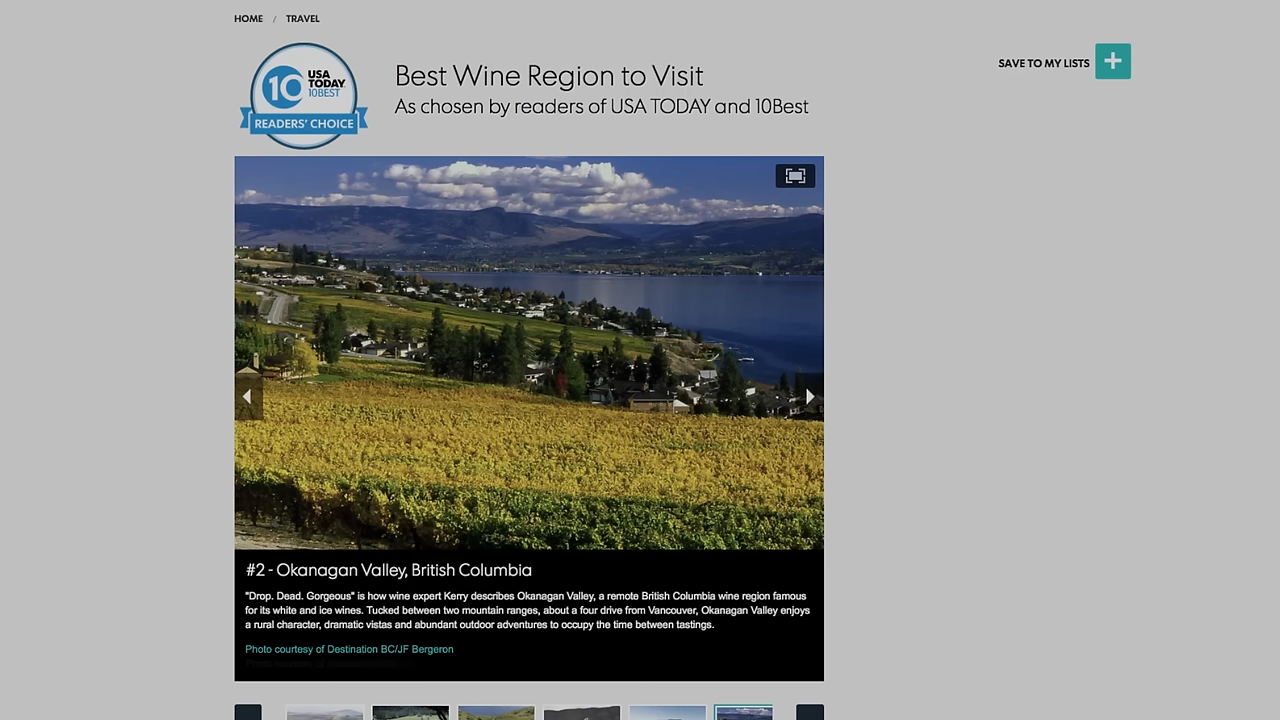 HOME / TRAVEL
10 USA TODAY 10BEST
READERS' CHOICE
Best Wine Region to Visit
As chosen by readers of USA TODAY and 10Best
SAVE TO MY LISTS
#2 - Okanagan Valley, British Columbia
"Drop. Dead. Gorgeous" is how wine expert Kerry describes Okanagan Valley, a remote British Columbia wine region famous
for its white and ice wines. Tucked between two mountain ranges, about a four drive from Vancouver, Okanagan Valley enjoys
a rural character, dramatic vistas and abundant outdoor adventures to occupy the time between tastings.
Photo courtesy of Destination BC/JF Bergeron